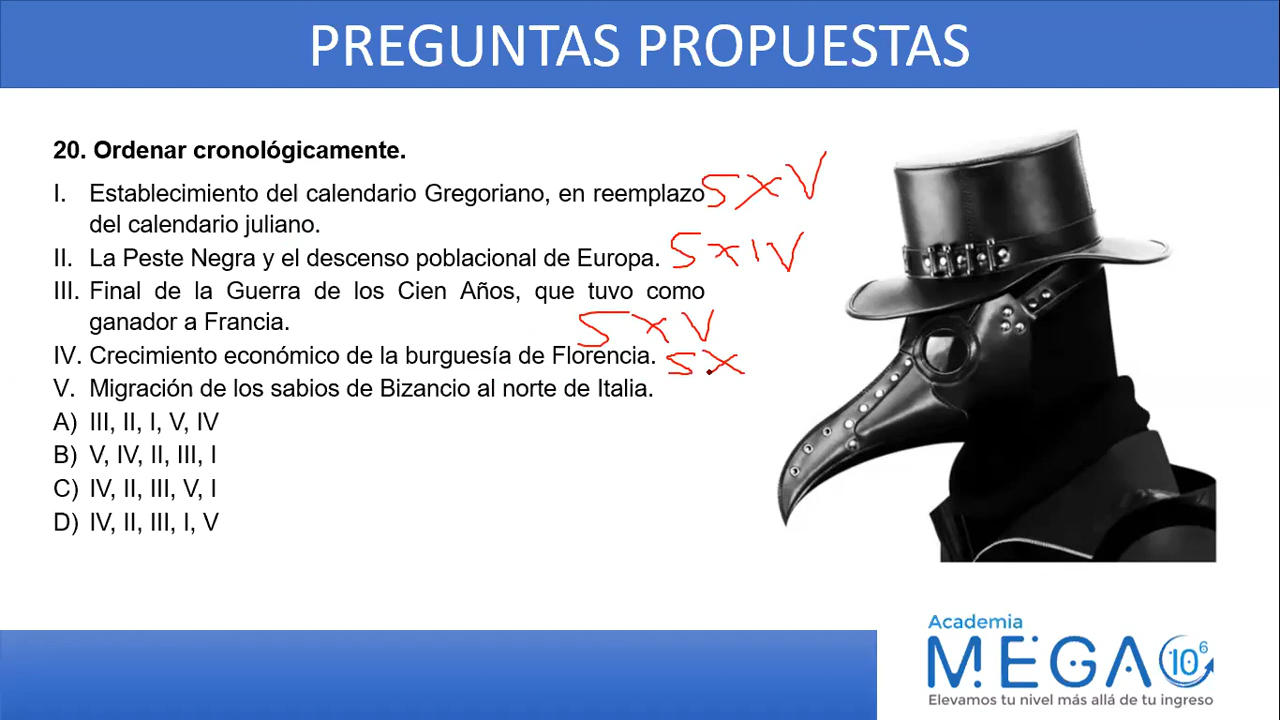 PREGUNTAS PROPUESTAS
20. Ordenar cronológicamente.
I. Establecimiento del calendario Gregoriano, en reemplazo SXV
del calendario juliano.
II. La Peste Negra y el descenso poblacional de Europa. SXIV
III. Final de la Guerra de los Cien Años, que tuvo como
ganador a Francia. SXV
IV. Crecimiento económico de la burguesía de Florencia. SX
V. Migración de los sabios de Bizancio al norte de Italia.
A) III, II, I, V, IV
B) V, IV, II, III, I
C) IV, II, III, V, I
D) IV, II, III, I, V
Academia
MEGA 10⁶
Elevamos tu nivel más allá de tu ingreso